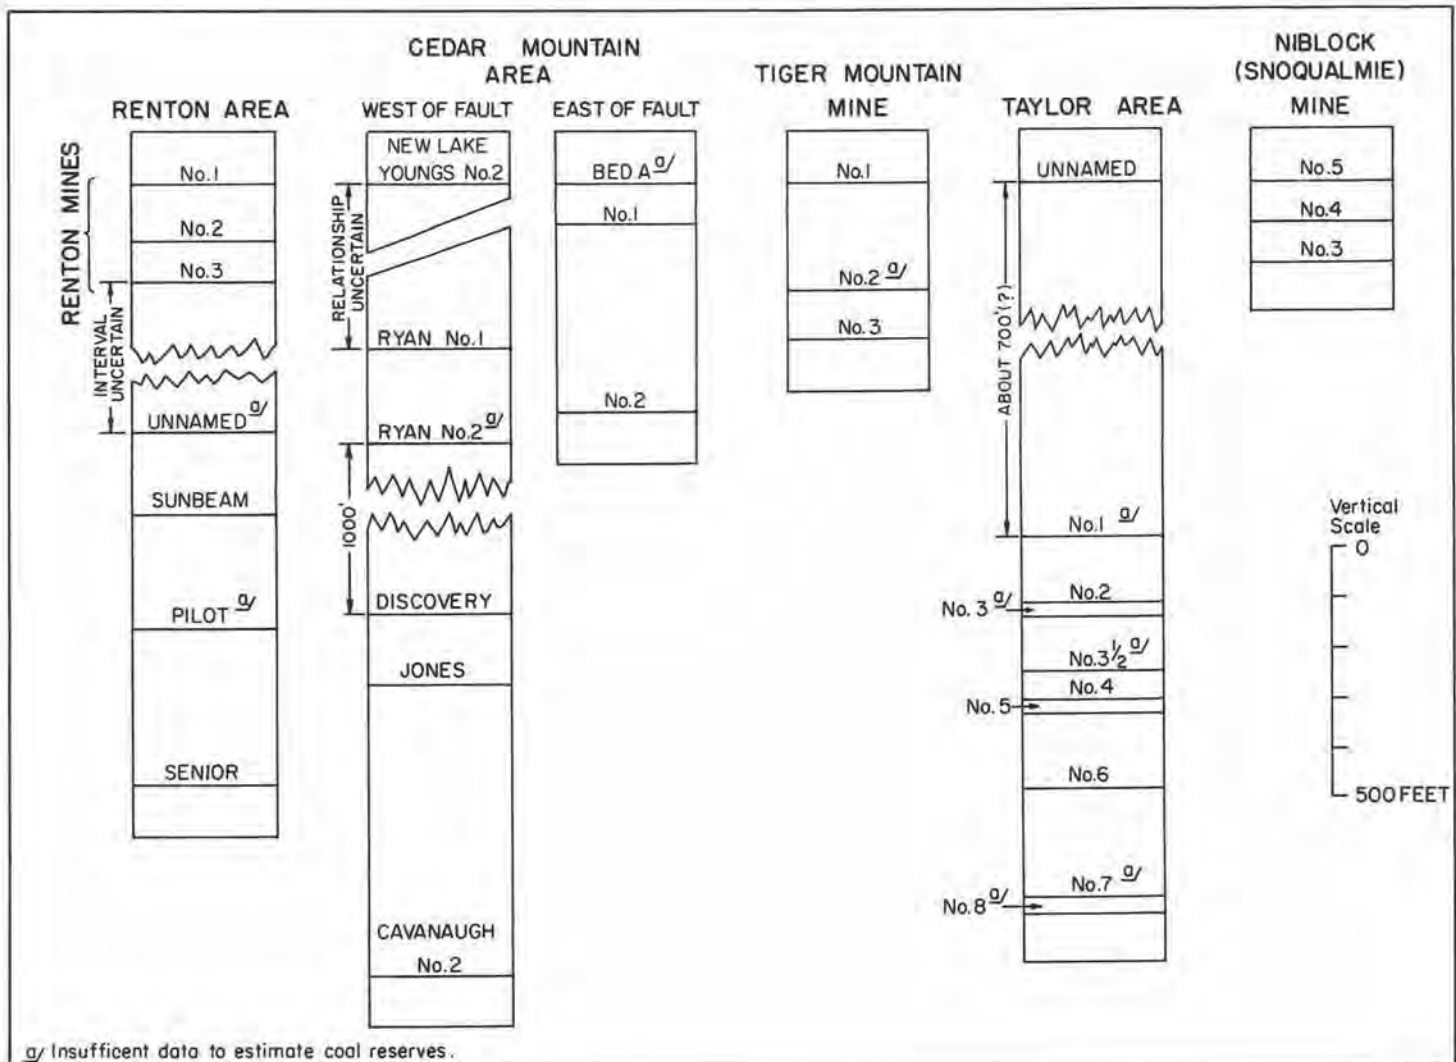 CEDAR MOUNTAIN
AREA
RENTON AREA
WEST OF FAULT
EAST OF FAULT
TIGER MOUNTAIN
MINE
TAYLOR AREA
NIBLOCK
(SNOQUALMIE)
MINE
RENTON MINES
No.1
No.2
No.3
INTERVAL
UNCERTAIN
UNNAMED a/
SUNBEAM
PILOT a/
SENIOR
NEW LAKE
YOUNGS No.2
RELATIONSHIP
UNCERTAIN
RYAN No.1
RYAN No.2 a/
1000'
DISCOVERY
JONES
CAVANAUGH
No.2
BED A a/
No.1
No.2
No.1
No.2 a/
No.3
UNNAMED
ABOUT 700'(?)
No.1 a/
No.2
No.3 a/
No.3½ a/
No.4
No.5
No.6
No.7 a/
No.8 a/
No.5
No.4
No.3
Vertical
Scale
0
500 FEET
a/ Insufficent data to estimate coal reserves.